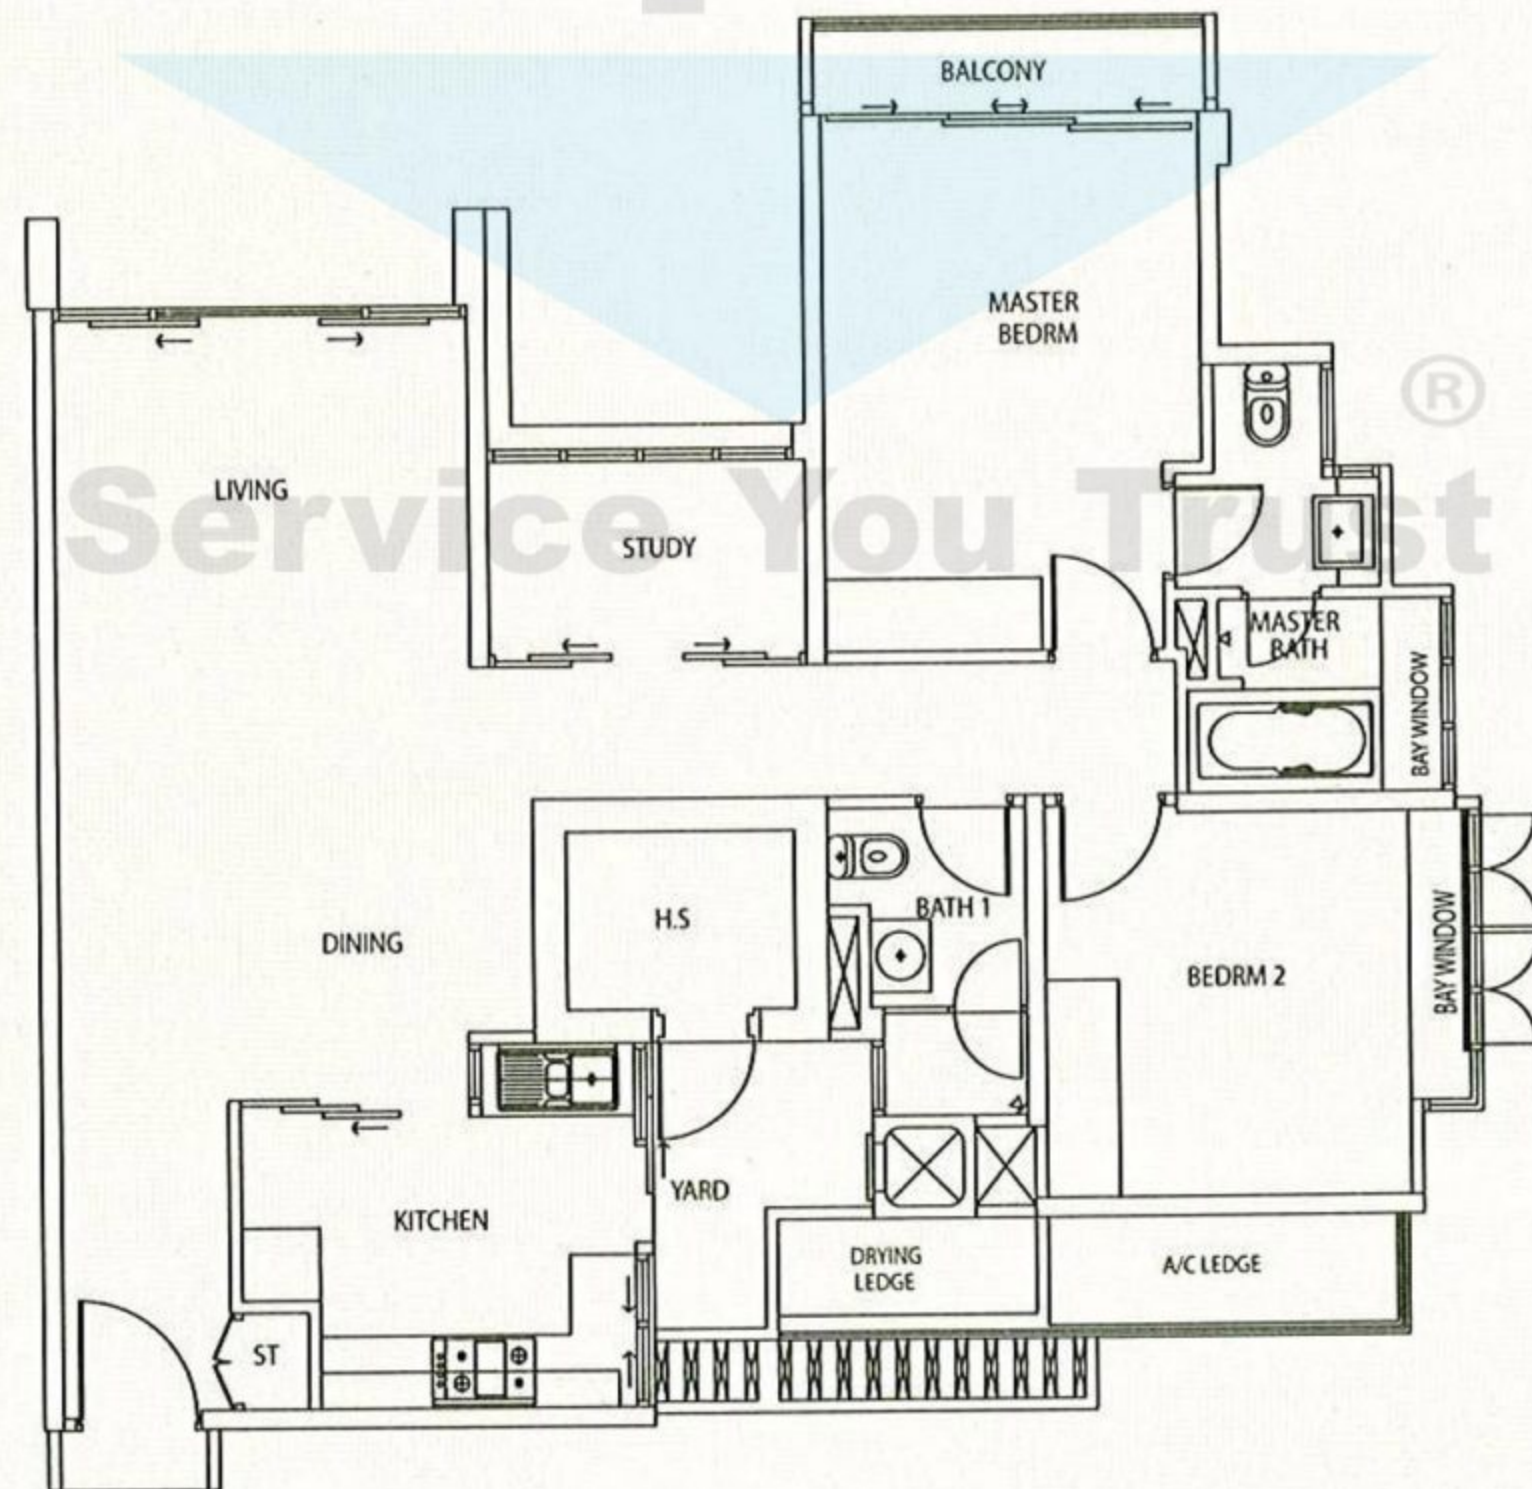 BALCONY
MASTER
BEDRM
®
LIVING
Service You Trust
STUDY
MASTER
BATH
BAY WINDOW
H.S
BATH 1
DINING
BEDRM 2
BAY WINDOW
YARD
KITCHEN
DRYING
LEDGE
A/C LEDGE
ST